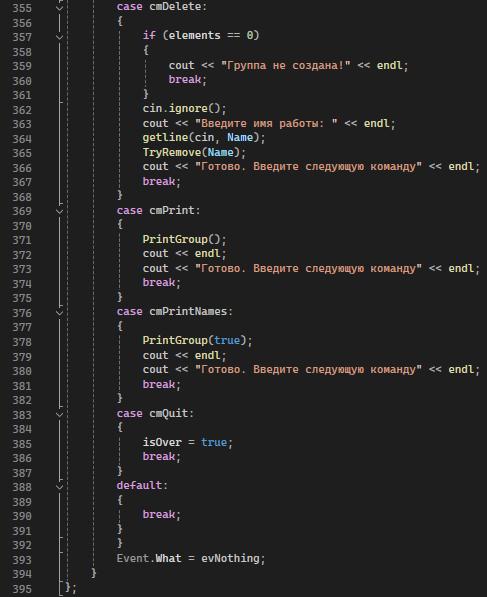 355 case cmDelete:
356 {
357 if (elements == 0)
358 {
359 cout << "Группа не создана!" << endl;
360 break;
361 }
362 cin.ignore();
363 cout << "Введите имя работы: " << endl;
364 getline(cin, Name);
365 TryRemove(Name);
366 cout << "Готово. Введите следующую команду" << endl;
367 break;
368 }
369 case cmPrint:
370 {
371 PrintGroup();
372 cout << endl;
373 cout << "Готово. Введите следующую команду" << endl;
374 break;
375 }
376 case cmPrintNames:
377 {
378 PrintGroup(true);
379 cout << endl;
380 cout << "Готово. Введите следующую команду" << endl;
381 break;
382 }
383 case cmQuit:
384 {
385 isOver = true;
386 break;
387 }
388 default:
389 {
390 break;
391 }
392 }
393 Event.What = evNothing;
394 }
395 };